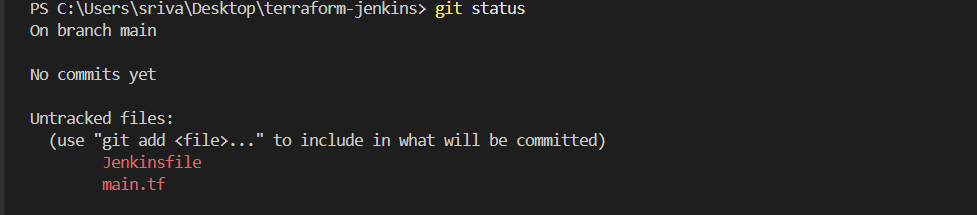 PS C:\Users\sriva\Desktop\terraform-jenkins> git status
On branch main
No commits yet
Untracked files:
(use "git add <file>..." to include in what will be committed)
Jenkinsfile
main.tf